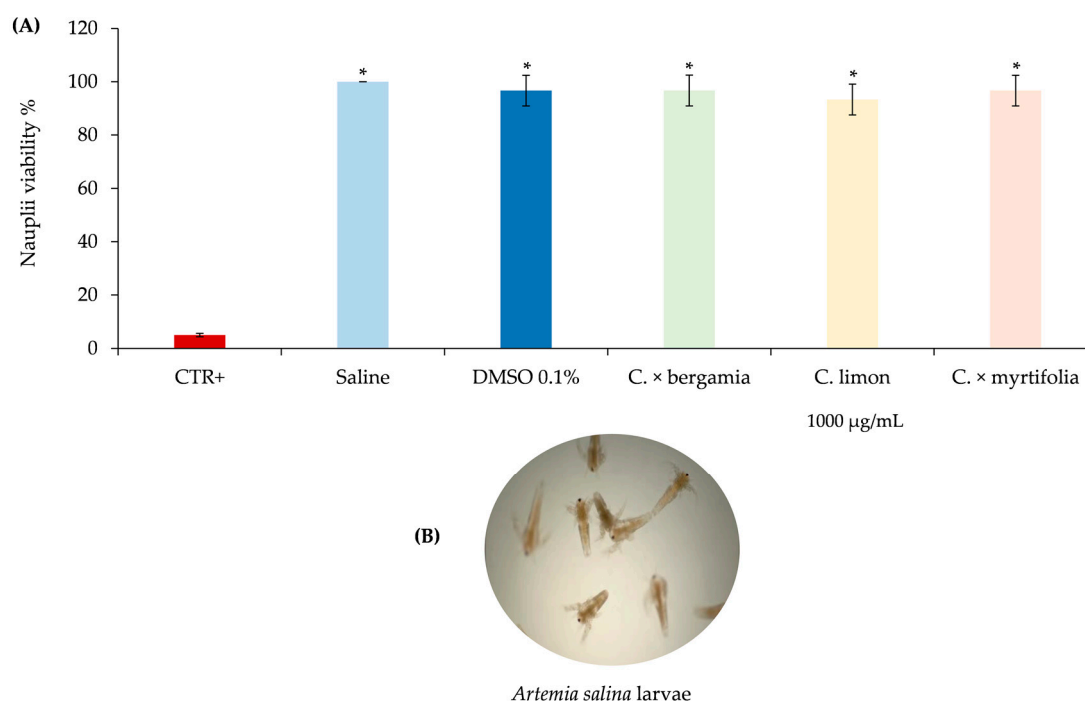 (A)
120
100
80
60
40
20
0
Nauplii viability %
* * * * *
CTR+ Saline DMSO 0.1% C. × bergamia C. limon C. × myrtifolia
1000 µg/mL
(B)
Artemia salina larvae